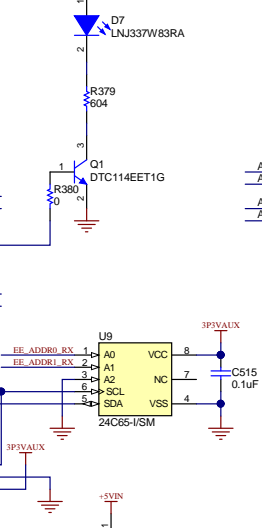 1
D7
LNJ337W83RA
2
R379
604
3
1
Q1
DTC114EET1G
R380
0
2
A
A
A
A
3P3VAUX
U9
EE_ADDR0_RX
1
A0
VCC
8
EE_ADDR1_RX
2
A1
3
A2
NC
7
C515
0.1uF
6
SCL
5
SDA
VSS
4
24C65-I/SM
3P3VAUX
+5VIN
1